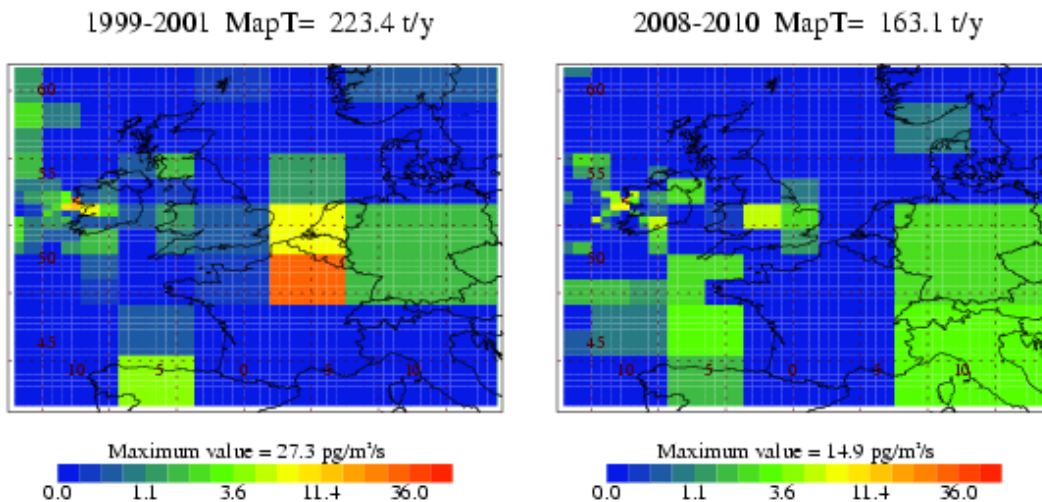 1999-2001 MapT= 223.4 t/y
2008-2010 MapT= 163.1 t/y
60
55
50
45
10 5 0 5 10
60
55
50
45
10 5 0 5 10
Maximum value = 27.3 pg/m²/s
0.0 1.1 3.6 11.4 36.0
Maximum value = 14.9 pg/m²/s
0.0 1.1 3.6 11.4 36.0